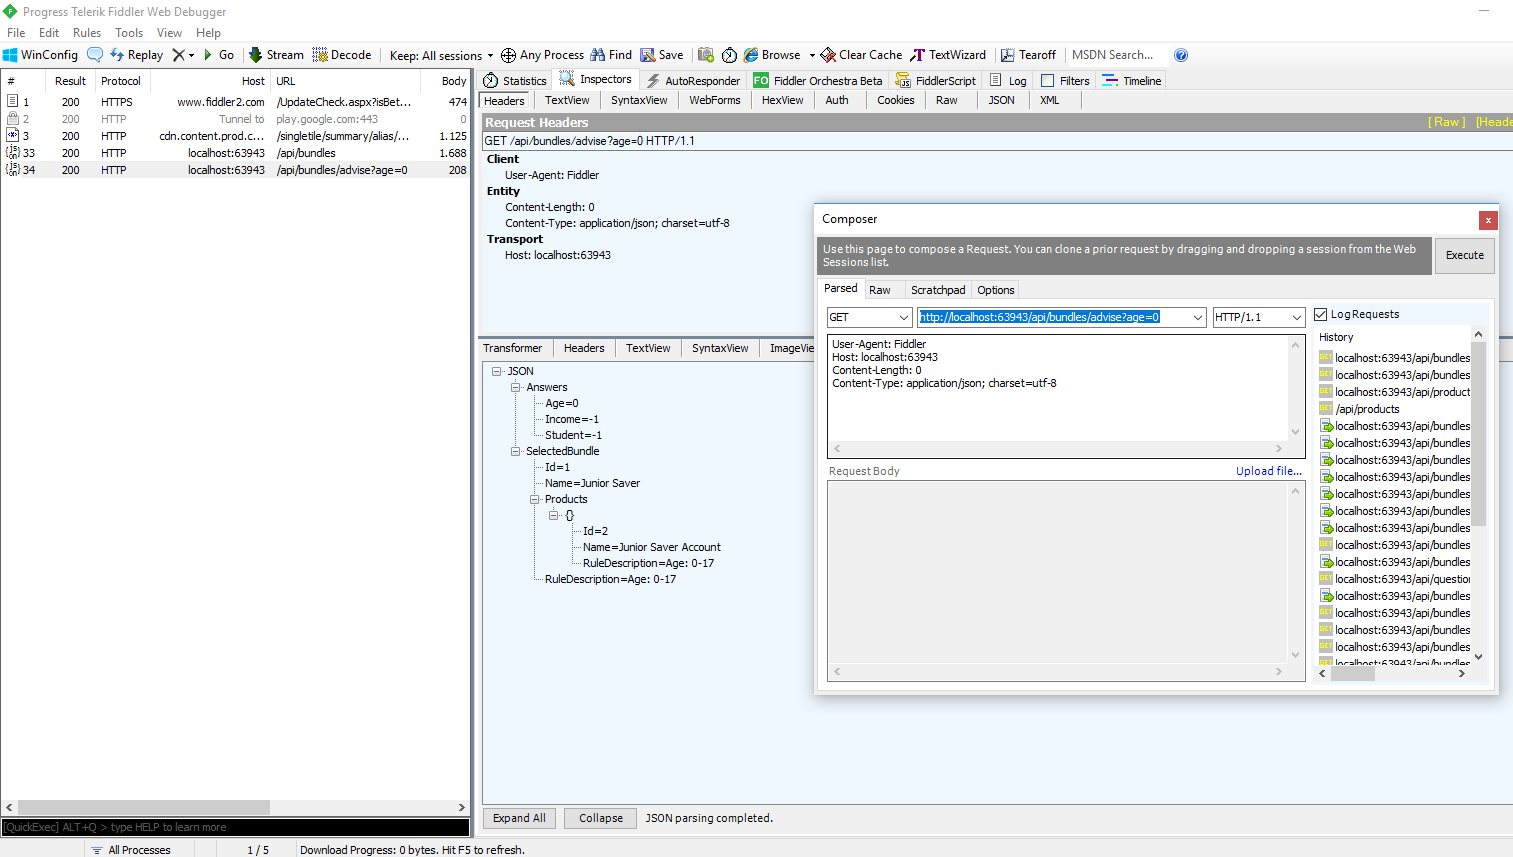 Progress Telerik Fiddler Web Debugger
File Edit Rules Tools View Help
WinConfig Replay Go Stream Decode Keep: All sessions Any Process Find Save Browse Clear Cache TextWizard Tearoff MSDN Search...
# Result Protocol Host URL Body
1 200 HTTPS www.fiddler2.com /UpdateCheck.aspx?isBet... 474
2 200 HTTP Tunnel to play.google.com:443 0
3 200 HTTP cdn.content.prod.c... /singletile/summary/alias/... 1.125
33 200 HTTP localhost:63943 /api/bundles 1.688
34 200 HTTP localhost:63943 /api/bundles/advise?age=0 208
[QuickExec] ALT+Q > type HELP to learn more
All Processes 1 / 5 Download Progress: 0 bytes. Hit F5 to refresh.
Statistics Inspectors AutoResponder FO Fiddler Orchestra Beta FiddlerScript Log Filters Timeline
Headers TextView SyntaxView WebForms HexView Auth Cookies Raw JSON XML
Request Headers [ Raw ] [Heade
GET /api/bundles/advise?age=0 HTTP/1.1
Client
User-Agent: Fiddler
Entity
Content-Length: 0
Content-Type: application/json; charset=utf-8
Transport
Host: localhost:63943
Transformer Headers TextView SyntaxView ImageVie
JSON
Answers
Age=0
Income=-1
Student=-1
SelectedBundle
Id=1
Name=Junior Saver
Products
{}
Id=2
Name=Junior Saver Account
RuleDescription=Age: 0-17
RuleDescription=Age: 0-17
Expand All Collapse JSON parsing completed.
Composer x
Use this page to compose a Request. You can clone a prior request by dragging and dropping a session from the Web
Sessions list.
Execute
Parsed Raw Scratchpad Options
GET http://localhost:63943/api/bundles/advise?age=0 HTTP/1.1
User-Agent: Fiddler
Host: localhost:63943
Content-Length: 0
Content-Type: application/json; charset=utf-8
Request Body Upload file...
Log Requests
History
localhost:63943/api/bundles
localhost:63943/api/bundles
localhost:63943/api/product
/api/products
localhost:63943/api/bundles
localhost:63943/api/bundles
localhost:63943/api/bundles
localhost:63943/api/bundles
localhost:63943/api/bundles
localhost:63943/api/bundles
localhost:63943/api/bundles
localhost:63943/api/bundles
localhost:63943/api/bundles
localhost:63943/api/questio
localhost:63943/api/bundles
localhost:63943/api/bundles
localhost:63943/api/bundles
localhost:63943/api/bundles
localhost:63943/api/bundles